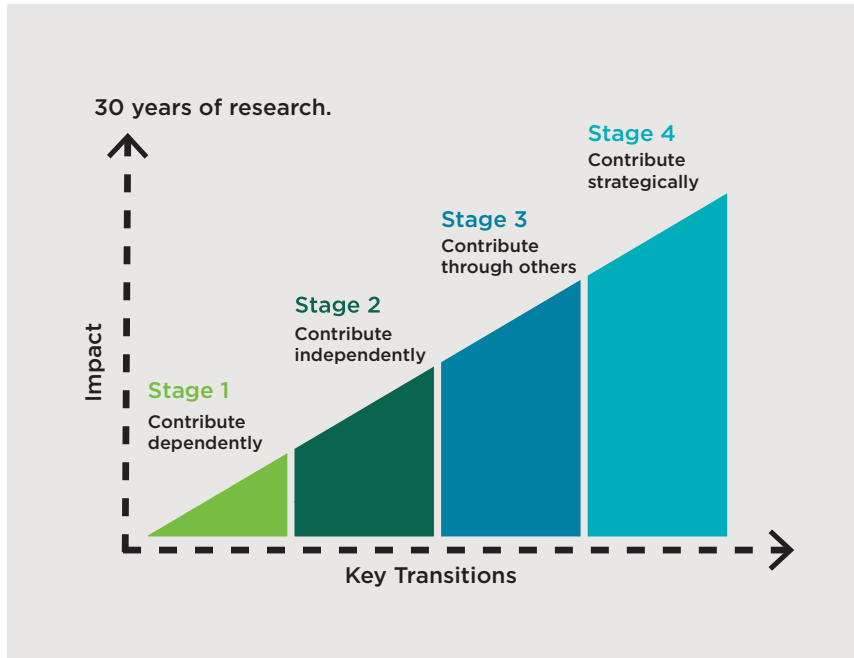 30 years of research.
Stage 4
Contribute
strategically
Stage 3
Contribute
through others
Stage 2
Contribute
independently
Stage 1
Contribute
dependently
Impact
Key Transitions